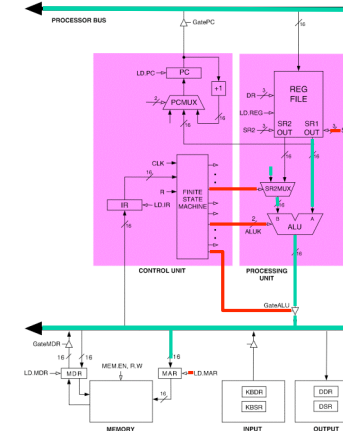 PROCESSOR BUS
GatePC
16
LD.PC
PC
+1
2
PCMUX
16
16
DR
3
REG
FILE
LD.REG
SR2
3
SR2
OUT
SR1
OUT
3
16
16
CLK
16
R
FINITE
STATE
MACHINE
SR2MUX
IR
LD.IR
16
16
2
ALUK
B
A
ALU
CONTROL UNIT
PROCESSING
UNIT
16
GateALU
GateMDR
16
16
16
LD.MDR
MDR
MEM.EN, R.W
MAR
LD.MAR
16
KBDR
KBSR
DDR
DSR
MEMORY
INPUT
OUTPUT